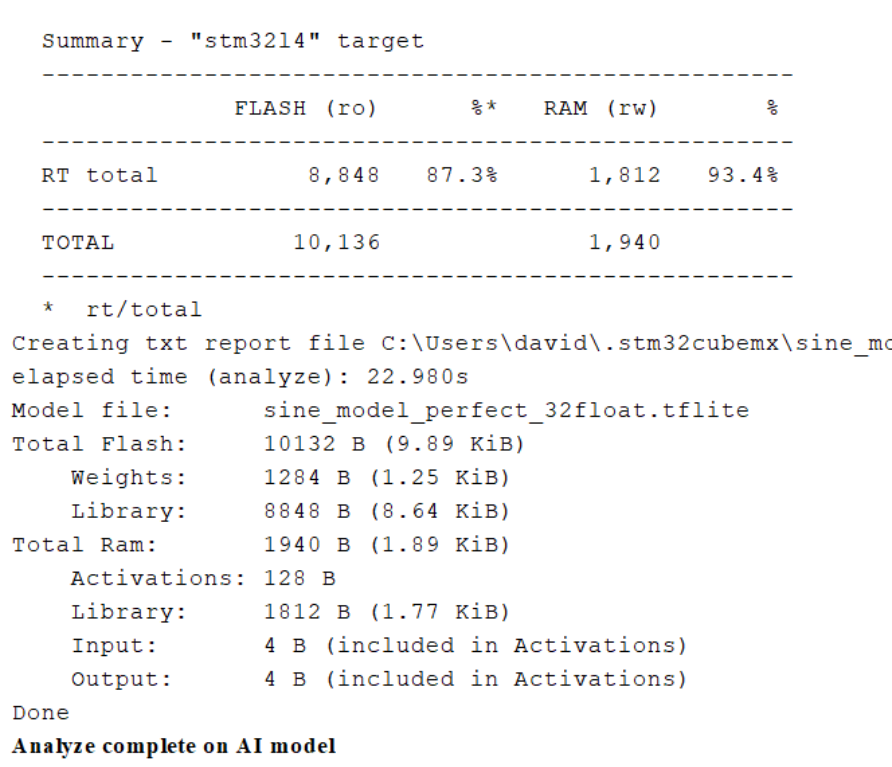 Summary - "stm32l4" target
---------------------------------------------------
FLASH (ro) %* RAM (rw) %
---------------------------------------------------
RT total 8,848 87.3% 1,812 93.4%
---------------------------------------------------
TOTAL 10,136 1,940
---------------------------------------------------
* rt/total
Creating txt report file C:\Users\david\.stm32cubemx\sine_mo
elapsed time (analyze): 22.980s
Model file: sine_model_perfect_32float.tflite
Total Flash: 10132 B (9.89 KiB)
Weights: 1284 B (1.25 KiB)
Library: 8848 B (8.64 KiB)
Total Ram: 1940 B (1.89 KiB)
Activations: 128 B
Library: 1812 B (1.77 KiB)
Input: 4 B (included in Activations)
Output: 4 B (included in Activations)
Done
Analyze complete on AI model